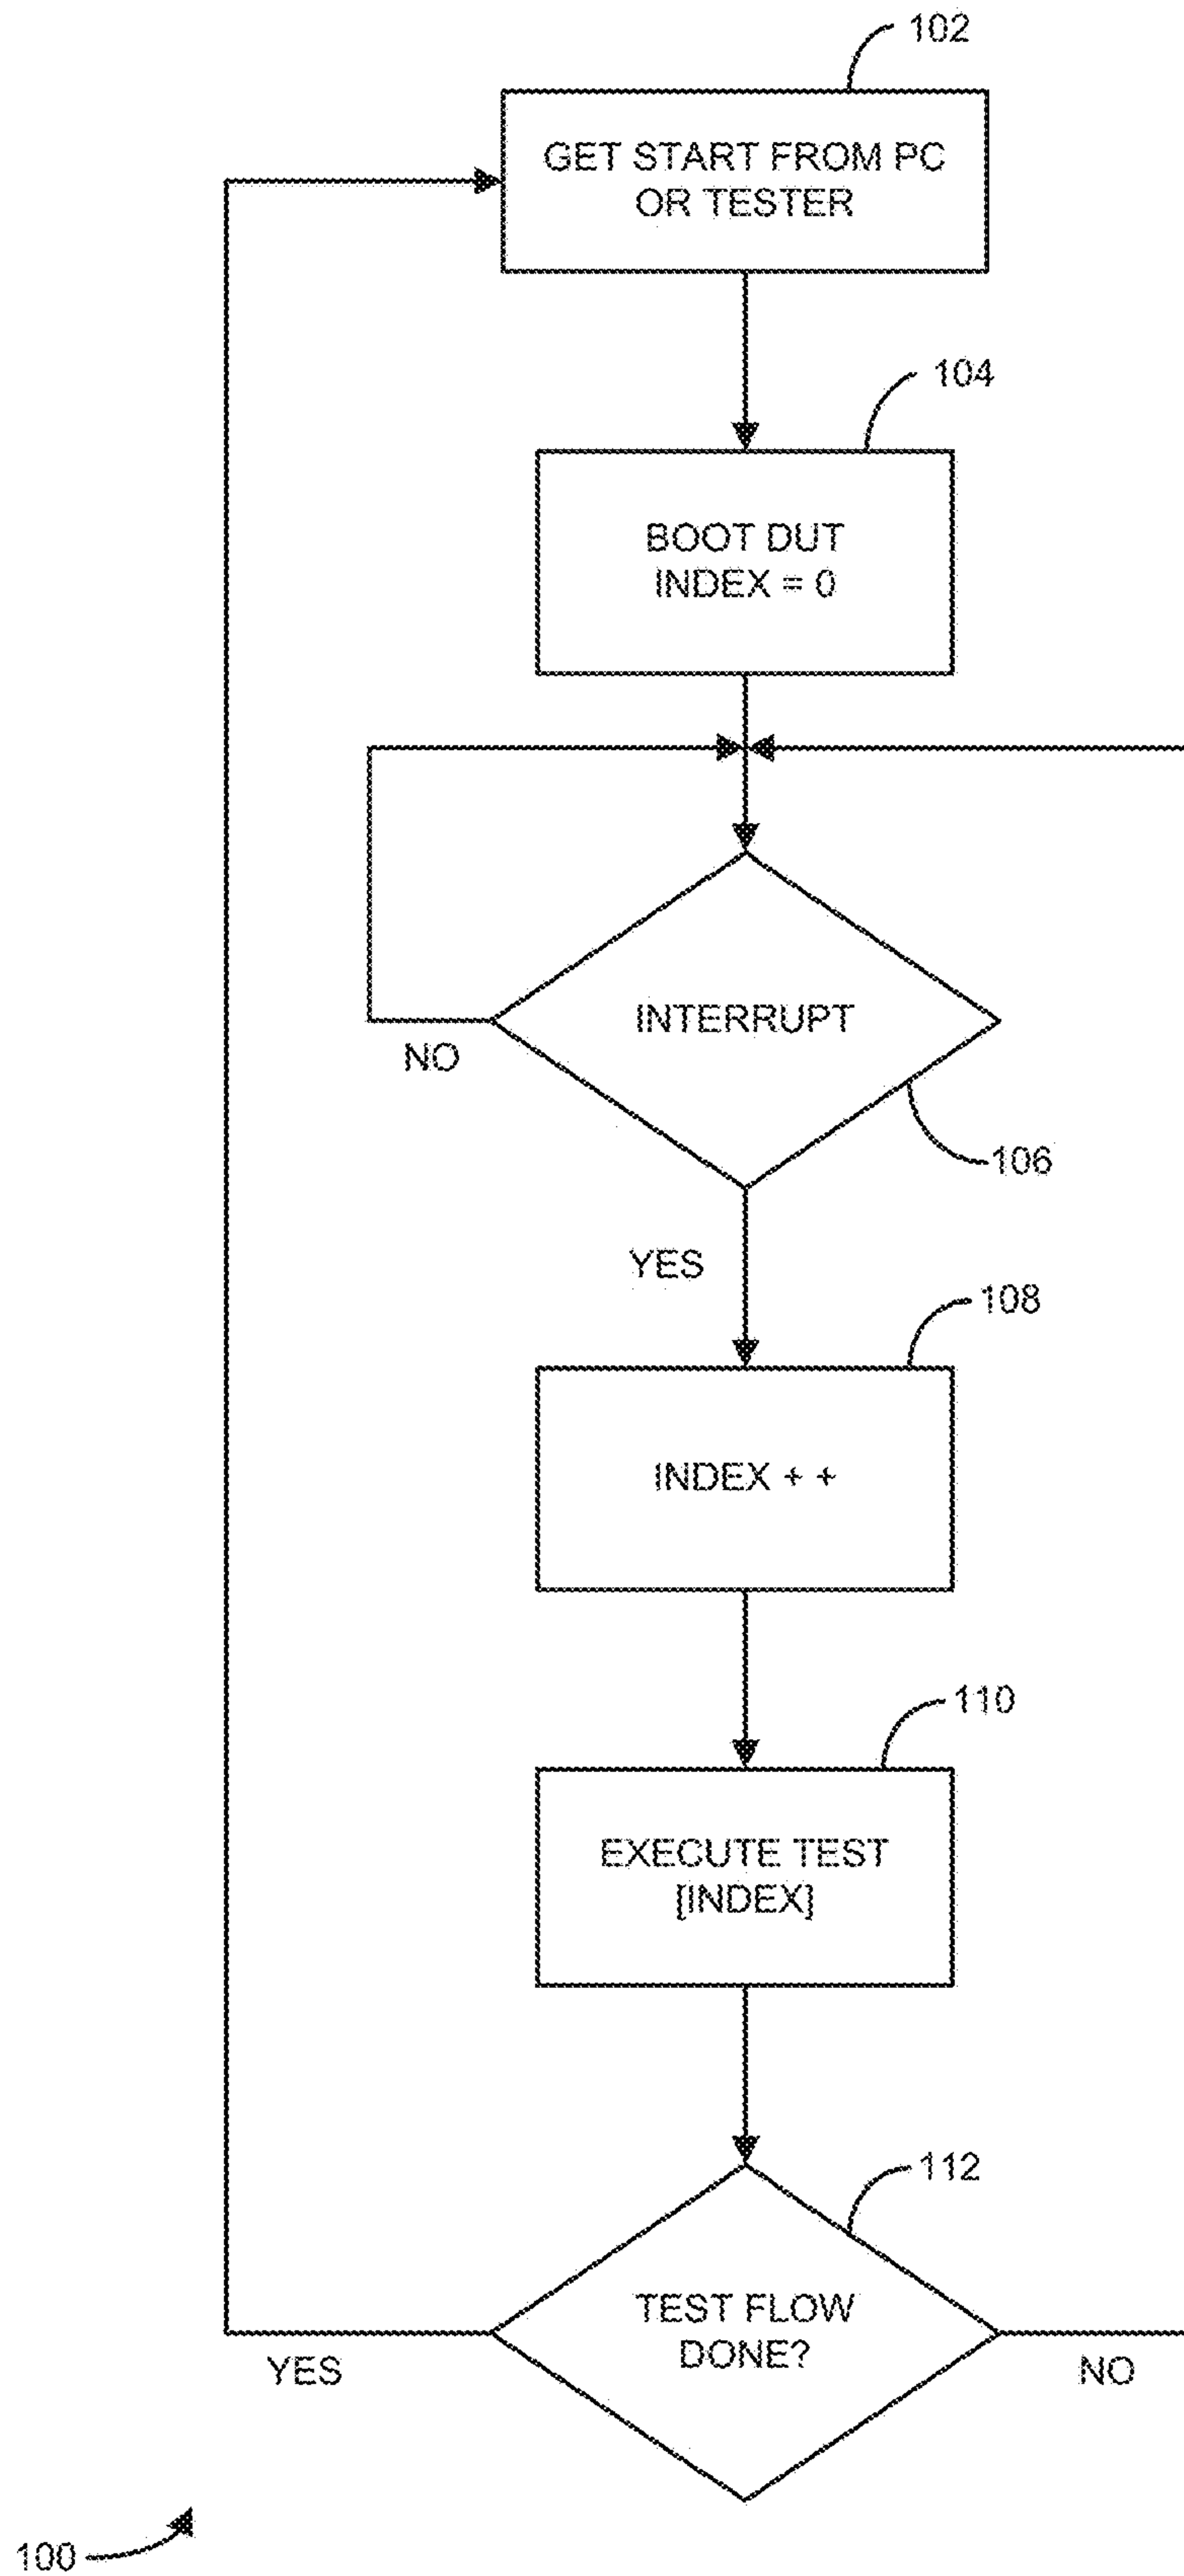 102
GET START FROM PC
OR TESTER
104
BOOT DUT
INDEX = 0
INTERRUPT
NO
106
YES
108
INDEX + +
110
EXECUTE TEST
[INDEX]
112
TEST FLOW
DONE?
YES
NO
100